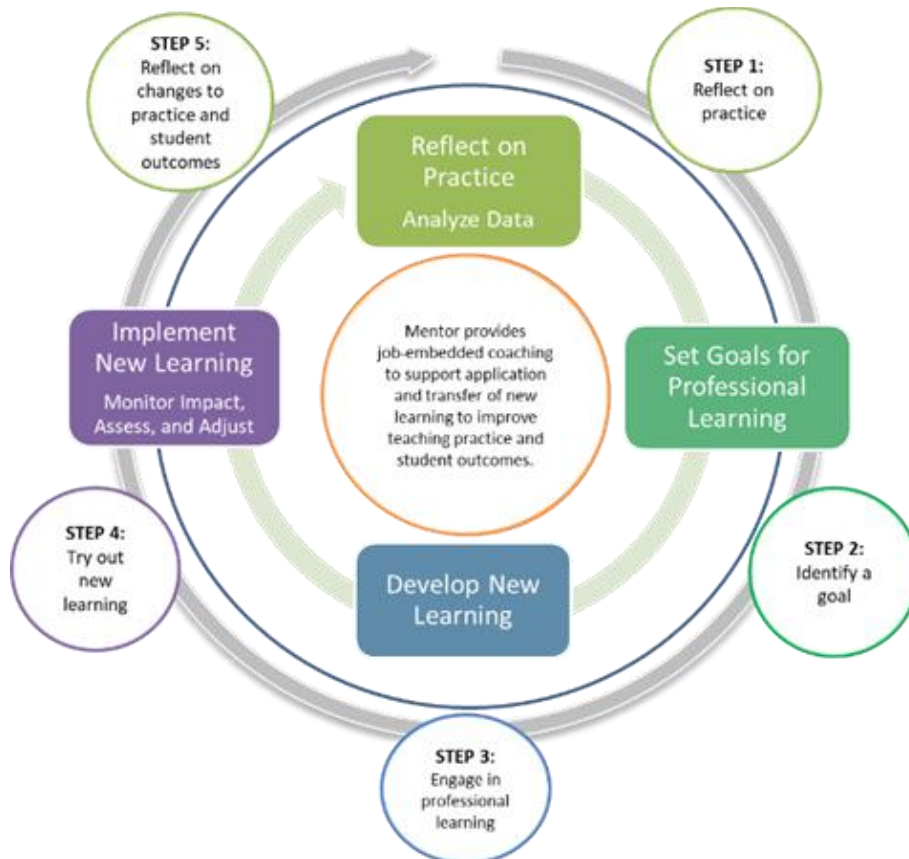 STEP 1:
Reflect on
practice
STEP 2:
Identify a
goal
STEP 3:
Engage in
professional
learning
STEP 4:
Try out
new
learning
STEP 5:
Reflect on
changes to
practice and
student
outcomes
Reflect on
Practice
Analyze Data
Set Goals for
Professional
Learning
Develop New
Learning
Implement
New Learning
Monitor Impact,
Assess, and Adjust
Mentor provides
job-embedded coaching
to support application
and transfer of new
learning to improve
teaching practice and
student outcomes.